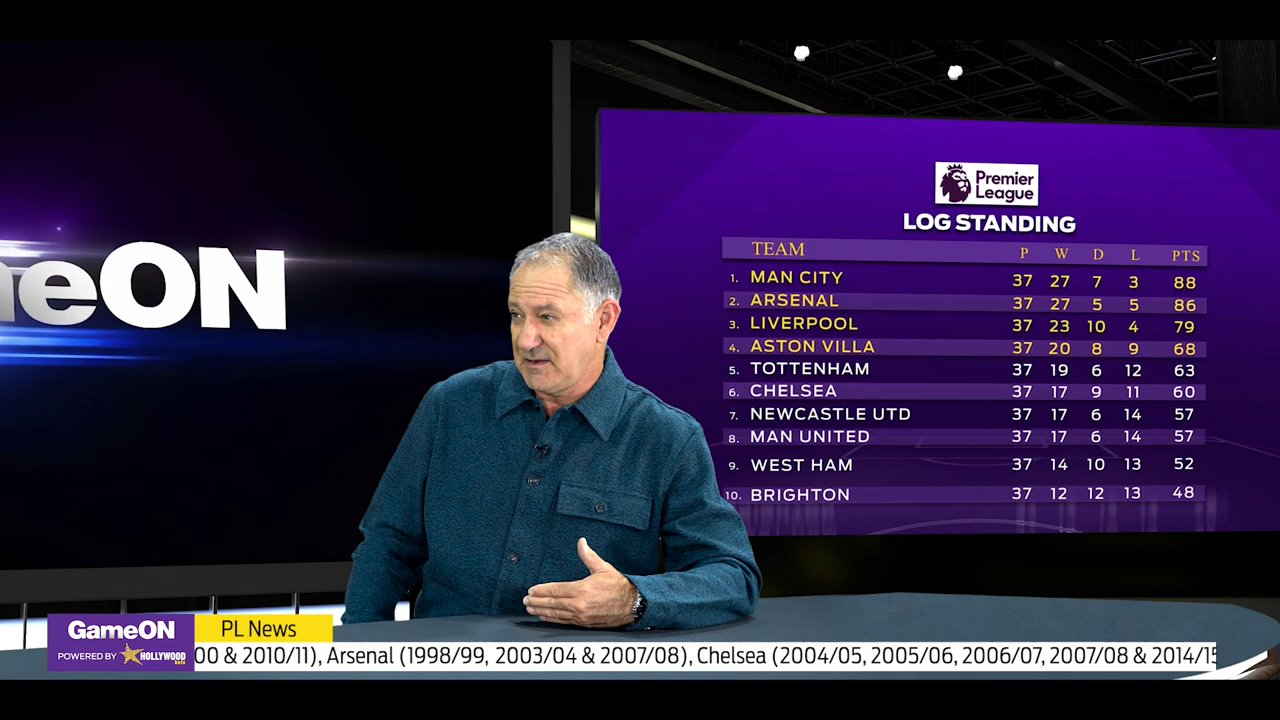 eON
Premier
League
LOG STANDING
TEAM P W D L PTS
1. MAN CITY 37 27 7 3 88
2. ARSENAL 37 27 5 5 86
3. LIVERPOOL 37 23 10 4 79
4. ASTON VILLA 37 20 8 9 68
5. TOTTENHAM 37 19 6 12 63
6. CHELSEA 37 17 9 11 60
7. NEWCASTLE UTD 37 17 6 14 57
8. MAN UNITED 37 17 6 14 57
9. WEST HAM 37 14 10 13 52
10. BRIGHTON 37 12 12 13 48
GameON PL News
POWERED BY HOLLYWOOD bets
00 & 2010/11), Arsenal (1998/99, 2003/04 & 2007/08), Chelsea (2004/05, 2005/06, 2006/07, 2007/08 & 2014/15